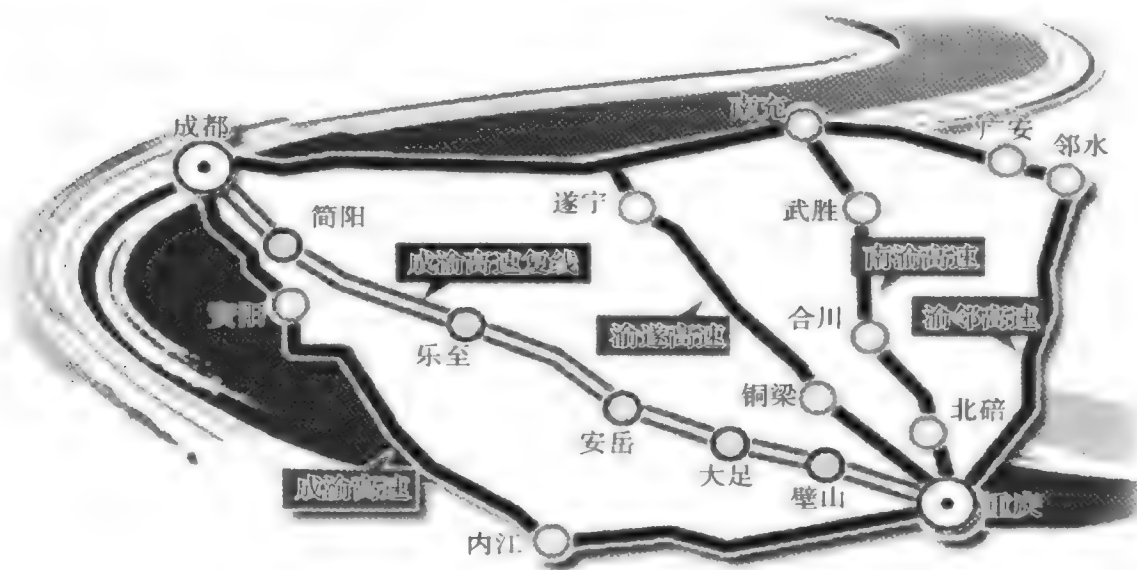 南充
成都
广安
邻水
遂宁
武胜
简阳
成渝高速复线
南渝高速
资阳
合川
渝邻高速
渝遂高速
乐至
铜梁
北碚
安岳
大足
璧山
成渝高速
重庆
内江